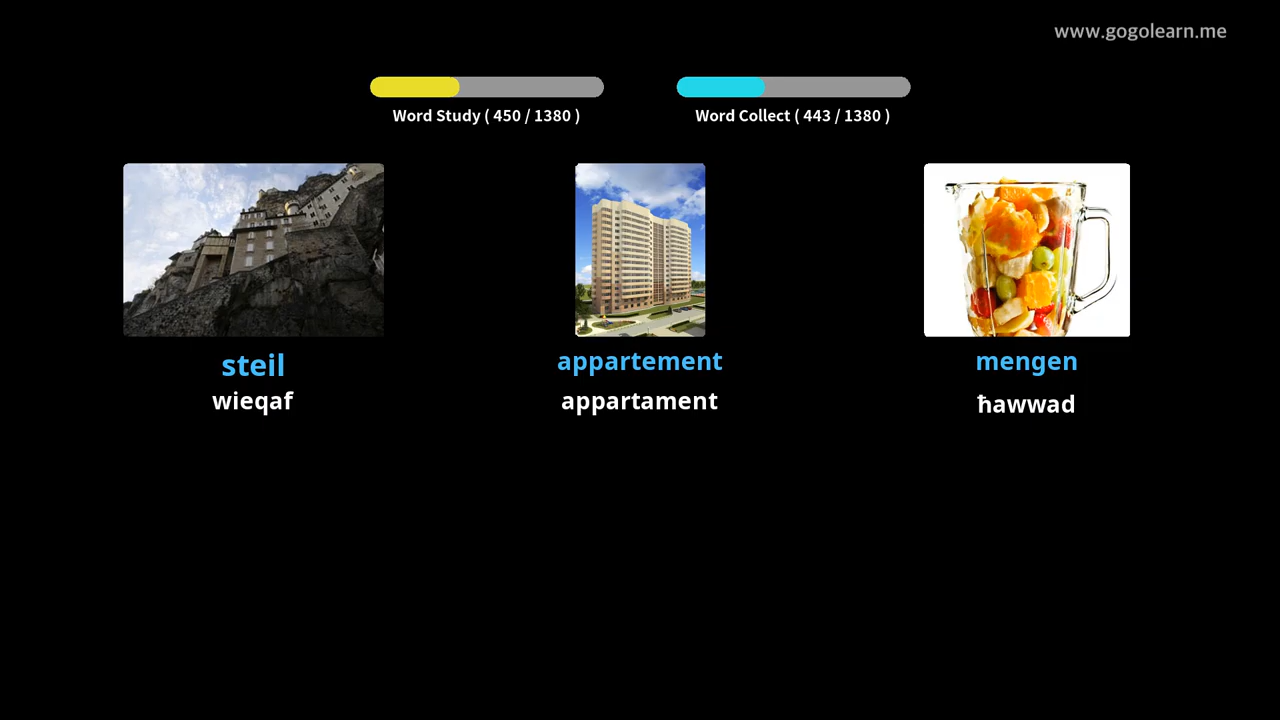 www.gogolearn.me
Word Study ( 450 / 1380 )
Word Collect ( 443 / 1380 )
steil
wieqaf
appartement
appartament
mengen
ħawwad